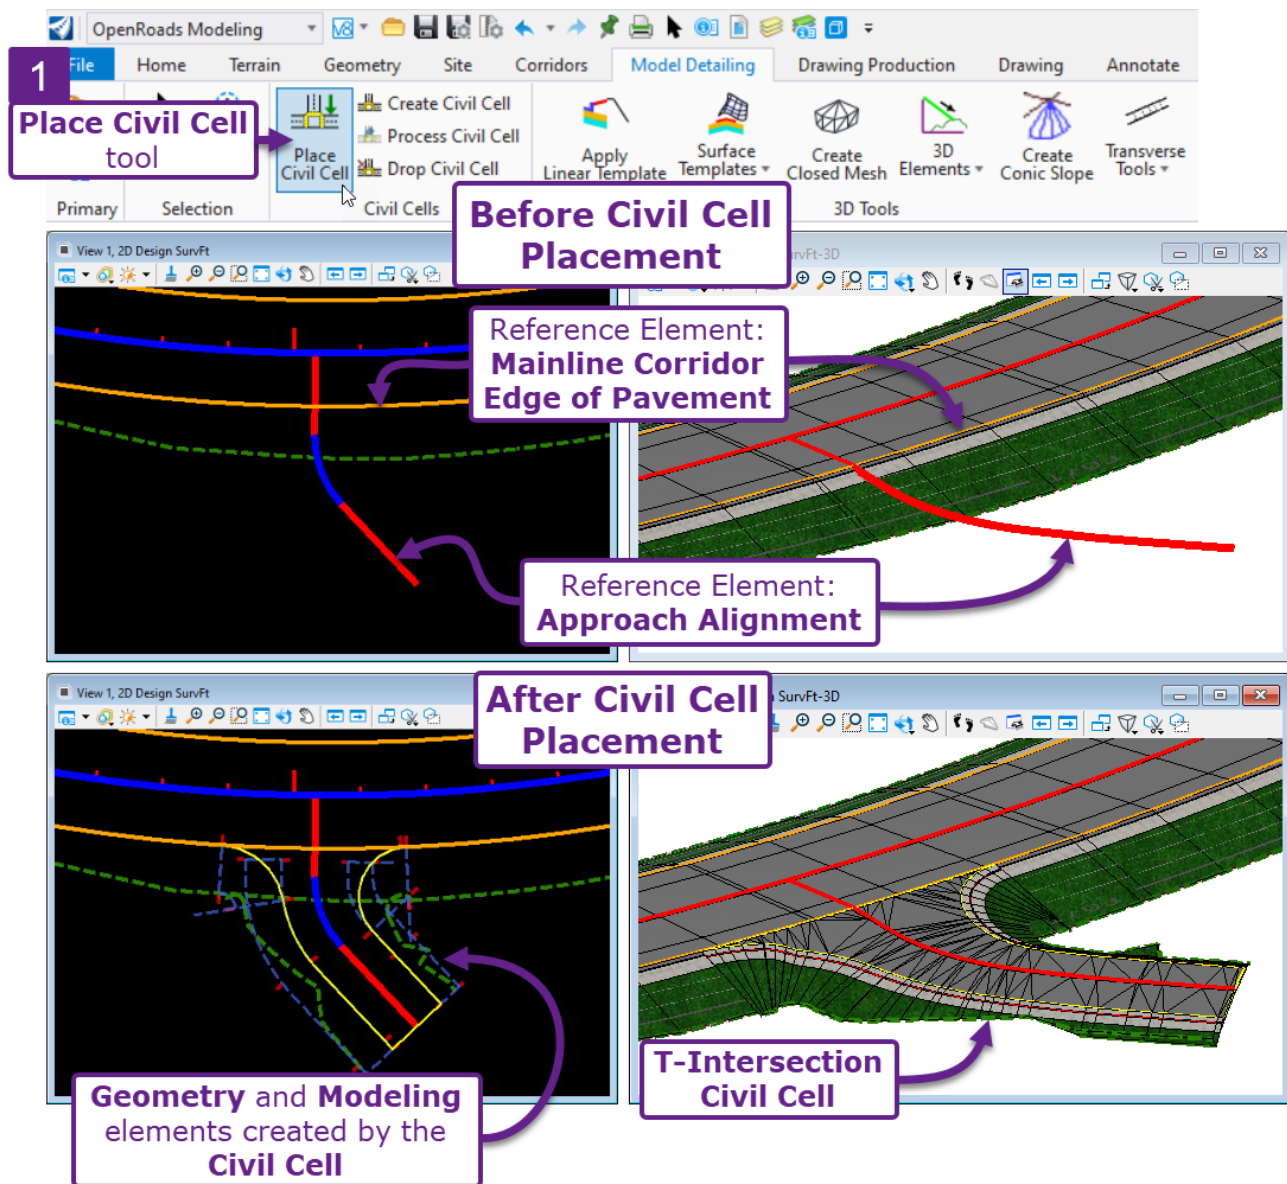 OpenRoads Modeling
File
Home
Terrain
Geometry
Site
Corridors
Model Detailing
Drawing Production
Drawing
Annotate
1
Place Civil Cell
tool
Place
Civil Cell
Create Civil Cell
Process Civil Cell
Drop Civil Cell
Apply
Linear Template
Surface
Templates
Create
Closed Mesh
3D
Elements
Create
Conic Slope
Transverse
Tools
Primary
Selection
Civil Cells
3D Tools
Before Civil Cell
Placement
View 1, 2D Design SurvFt
rvFt-3D
Reference Element:
Mainline Corridor
Edge of Pavement
Reference Element:
Approach Alignment
After Civil Cell
Placement
View 1, 2D Design SurvFt
SurvFt-3D
Geometry and Modeling
elements created by the
Civil Cell
T-Intersection
Civil Cell